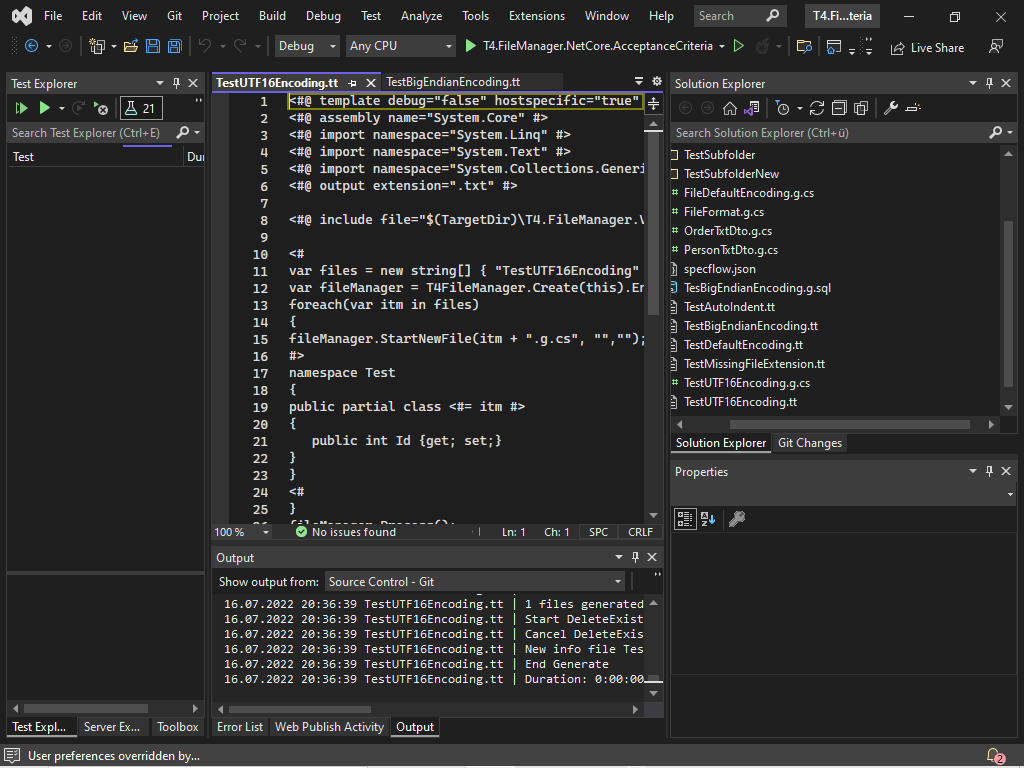 File Edit View Git Project Build Debug Test Analyze Tools Extensions Window Help Search T4.Fi...teria
Debug Any CPU T4.FileManager.NetCore.AcceptanceCriteria Live Share
Test Explorer
21
Search Test Explorer (Ctrl+E)
Test Dur
TestUTF16Encoding.tt TestBigEndianEncoding.tt
1 <#@ template debug="false" hostspecific="true"
2 <#@ assembly name="System.Core" #>
3 <#@ import namespace="System.Linq" #>
4 <#@ import namespace="System.Text" #>
5 <#@ import namespace="System.Collections.Generi
6 <#@ output extension=".txt" #>
7
8 <#@ include file="$(TargetDir)\T4.FileManager.V
9
10 <#
11 var files = new string[] { "TestUTF16Encoding"
12 var fileManager = T4FileManager.Create(this).En
13 foreach(var itm in files)
14 {
15 fileManager.StartNewFile(itm + ".g.cs", "","");
16 #>
17 namespace Test
18 {
19 public partial class <#= itm #>
20 {
21 public int Id {get; set;}
22 }
23 }
24 <#
25 }
26 fileManager.Process();
100 % No issues found Ln: 1 Ch: 1 SPC CRLF
Output
Show output from: Source Control - Git
16.07.2022 20:36:39 TestUTF16Encoding.tt | 1 files generated
16.07.2022 20:36:39 TestUTF16Encoding.tt | Start DeleteExist
16.07.2022 20:36:39 TestUTF16Encoding.tt | Cancel DeleteExis
16.07.2022 20:36:39 TestUTF16Encoding.tt | New info file Tes
16.07.2022 20:36:39 TestUTF16Encoding.tt | End Generate
16.07.2022 20:36:39 TestUTF16Encoding.tt | Duration: 0:00:00
Solution Explorer
Search Solution Explorer (Ctrl+ü)
TestSubfolder
TestSubfolderNew
FileDefaultEncoding.g.cs
FileFormat.g.cs
OrderTxtDto.g.cs
PersonTxtDto.g.cs
specflow.json
TesBigEndianEncoding.g.sql
TestAutoIndent.tt
TestBigEndianEncoding.tt
TestDefaultEncoding.tt
TestMissingFileExtension.tt
TestUTF16Encoding.g.cs
TestUTF16Encoding.tt
Solution Explorer Git Changes
Properties
Test Expl... Server Ex... Toolbox Error List Web Publish Activity Output
User preferences overridden by... 2